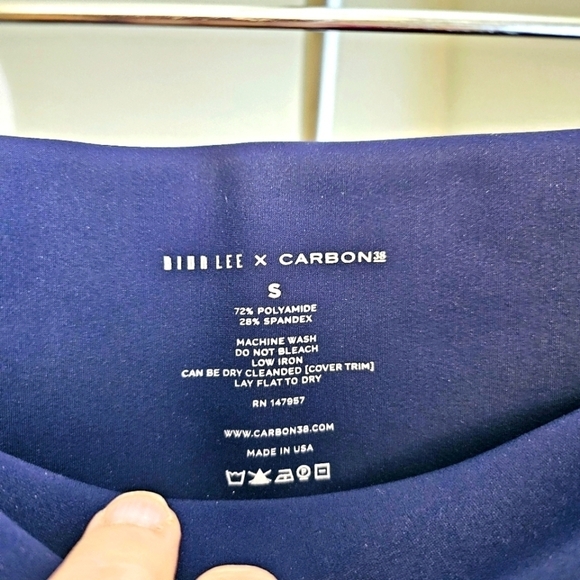 DION LEE X CARBON38
S
72% POLYAMIDE
28% SPANDEX
MACHINE WASH
DO NOT BLEACH
LOW IRON
CAN BE DRY CLEANDED [COVER TRIM]
LAY FLAT TO DRY
RN 147957
WWW.CARBON38.COM
MADE IN USA